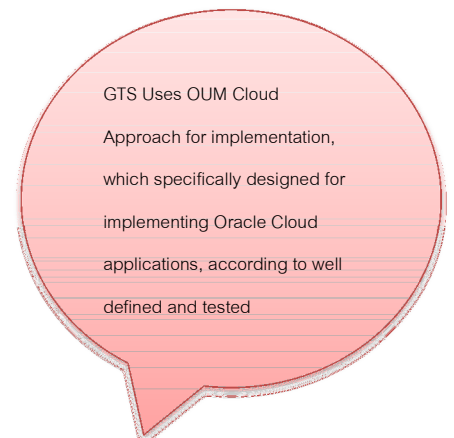 GTS Uses OUM Cloud
Approach for implementation,
which specifically designed for
implementing Oracle Cloud
applications, according to well
defined and tested